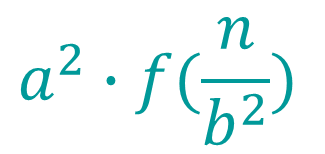 a² · f(n/b²)